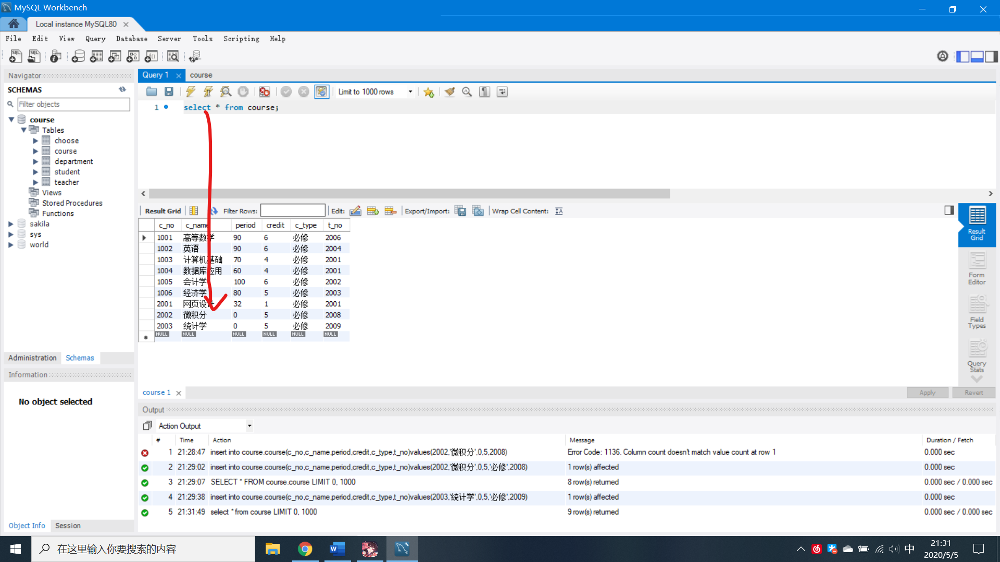 MySQL Workbench
Local instance MySQL80
File Edit View Query Database Server Tools Scripting Help
Navigator
SCHEMAS
Filter objects
course
Tables
choose
course
department
student
teacher
Views
Stored Procedures
Functions
sakila
sys
world
Administration Schemas
Information
No object selected
Object Info Session
Query 1 course
Limit to 1000 rows
1 select * from course;
Result Grid Filter Rows: Edit: Export/Import: Wrap Cell Content:
c_no c_name period credit c_type t_no
1001 高等数学 90 6 必修 2006
1002 英语 90 6 必修 2004
1003 计算机基础 70 4 必修 2001
1004 数据库应用 60 4 必修 2001
1005 会计学 100 6 必修 2002
1006 经济学 80 5 必修 2003
2001 网页设计 32 1 必修 2001
2002 微积分 0 5 必修 2008
2003 统计学 0 5 必修 2009
NULL NULL NULL NULL NULL NULL
Result
Grid
Form
Editor
Field
Types
Query
Stats
course 1
Apply Revert
Output
Action Output
# Time Action Message Duration / Fetch
1 21:28:47 insert into course.course(c_no,c_name,period,credit,c_type,t_no)values(2002,'微积分',0,5,2008) Error Code: 1136. Column count doesn't match value count at row 1 0.000 sec
2 21:29:02 insert into course.course(c_no,c_name,period,credit,c_type,t_no)values(2002,'微积分',0,5,'必修',2008) 1 row(s) affected 0.000 sec
3 21:29:07 SELECT * FROM course.course LIMIT 0, 1000 8 row(s) returned 0.000 sec / 0.000 sec
4 21:29:38 insert into course.course(c_no,c_name,period,credit,c_type,t_no)values(2003,'统计学',0,5,'必修',2009) 1 row(s) affected 0.000 sec
5 21:31:49 select * from course LIMIT 0, 1000 9 row(s) returned 0.000 sec / 0.000 sec
在这里输入你要搜索的内容
中
21:31
2020/5/5